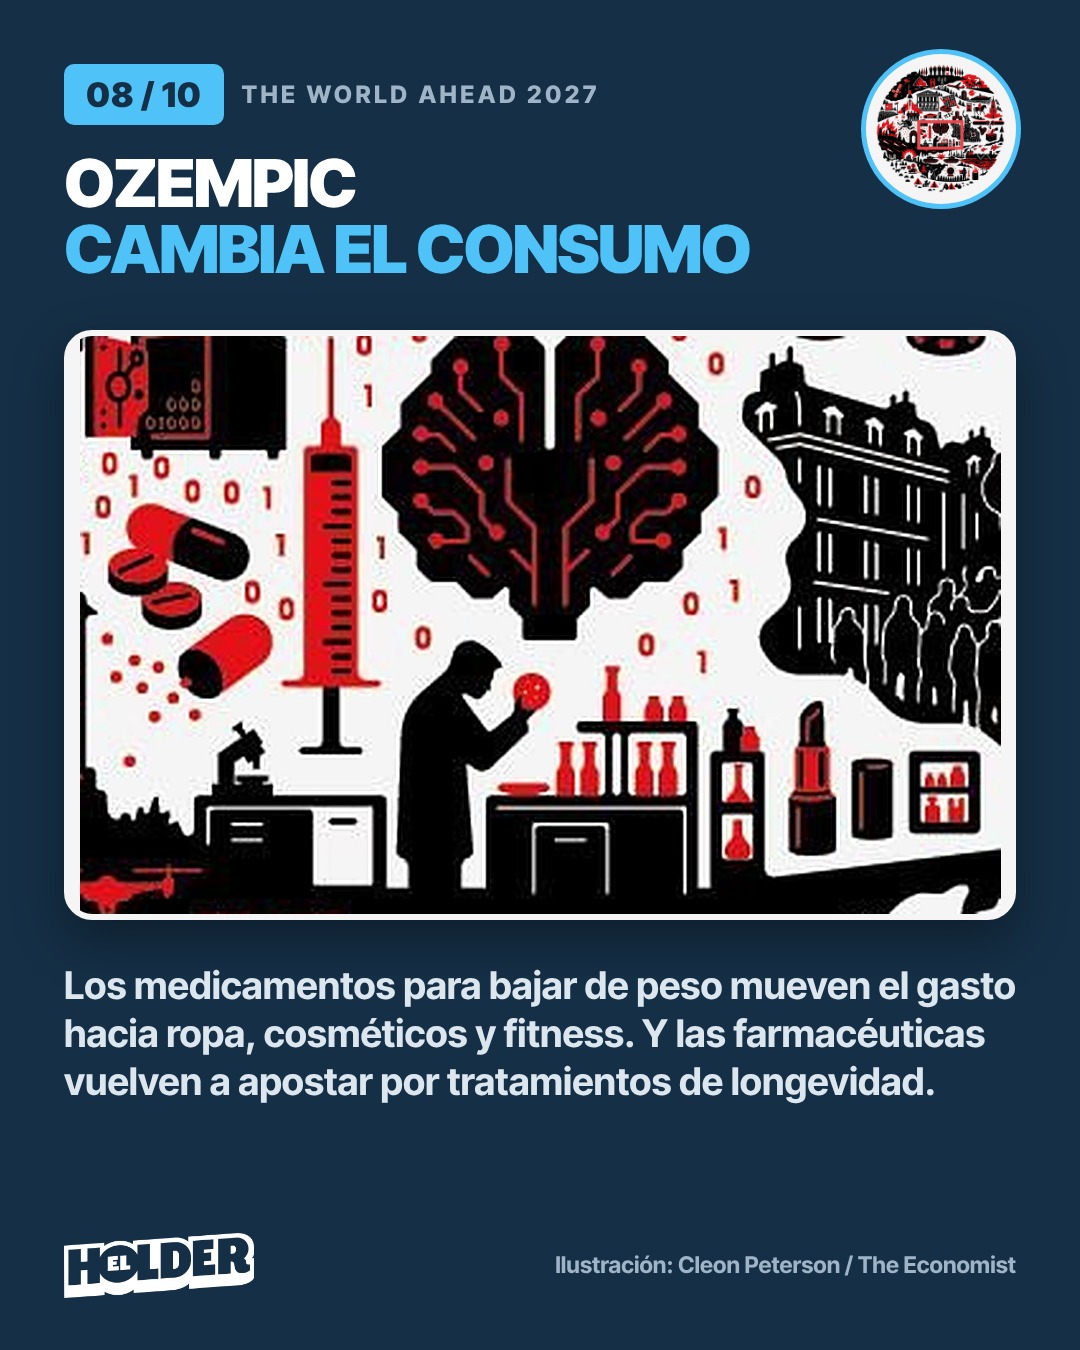 08 / 10
THE WORLD AHEAD 2027
OZEMPIC
CAMBIA EL CONSUMO
Los medicamentos para bajar de peso mueven el gasto
hacia ropa, cosméticos y fitness. Y las farmacéuticas
vuelven a apostar por tratamientos de longevidad.
EL HOLDER
Ilustración: Cleon Peterson / The Economist